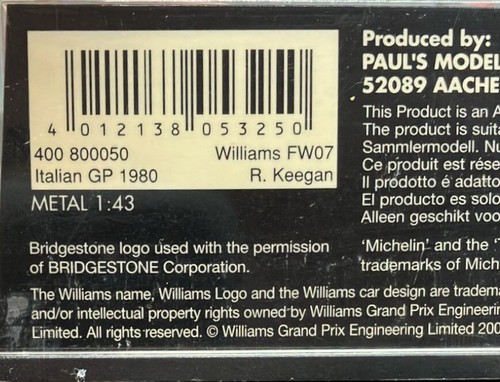 Produced by:
PAUL'S MODEL
52089 AACHE
4 012138 053250
400 800050 Williams FW07
Italian GP 1980 R. Keegan
METAL 1:43
This Product is an A
The product is suit
Sammlermodell. Nu
Ce produit est rése
Il prodotto é adatto
El producto es solo
Alleen geschikt voo
Bridgestone logo used with the permission
of BRIDGESTONE Corporation.
'Michelin' and the
trademarks of Mich
The Williams name, Williams Logo and the Williams car design are tradema
and/or intellectual property rights owned by Williams Grand Prix Engineerin
Limited. All rights reserved. © Williams Grand Prix Engineering Limited 200